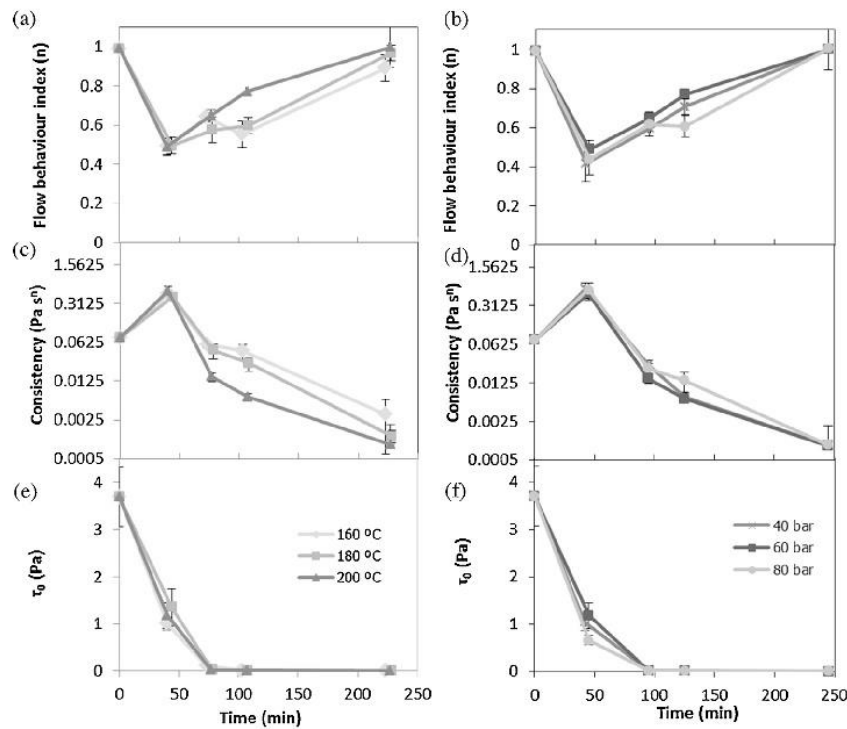 (a)
Flow behaviour index (n)
1
0.8
0.6
0.4
0.2
0
(b)
Flow behaviour index (n)
1
0.8
0.6
0.4
0.2
0
(c)
Consistency (Pa sⁿ)
1.5625
0.3125
0.0625
0.0125
0.0025
0.0005
(d)
Consistency (Pa sⁿ)
1.5625
0.3125
0.0625
0.0125
0.0025
0.0005
(e)
τ₀ (Pa)
4
3
2
1
0
160 ºC
180 ºC
200 ºC
0 50 100 150 200 250
Time (min)
(f)
τ₀ (Pa)
4
3
2
1
0
40 bar
60 bar
80 bar
0 50 100 150 200 250
Time (min)